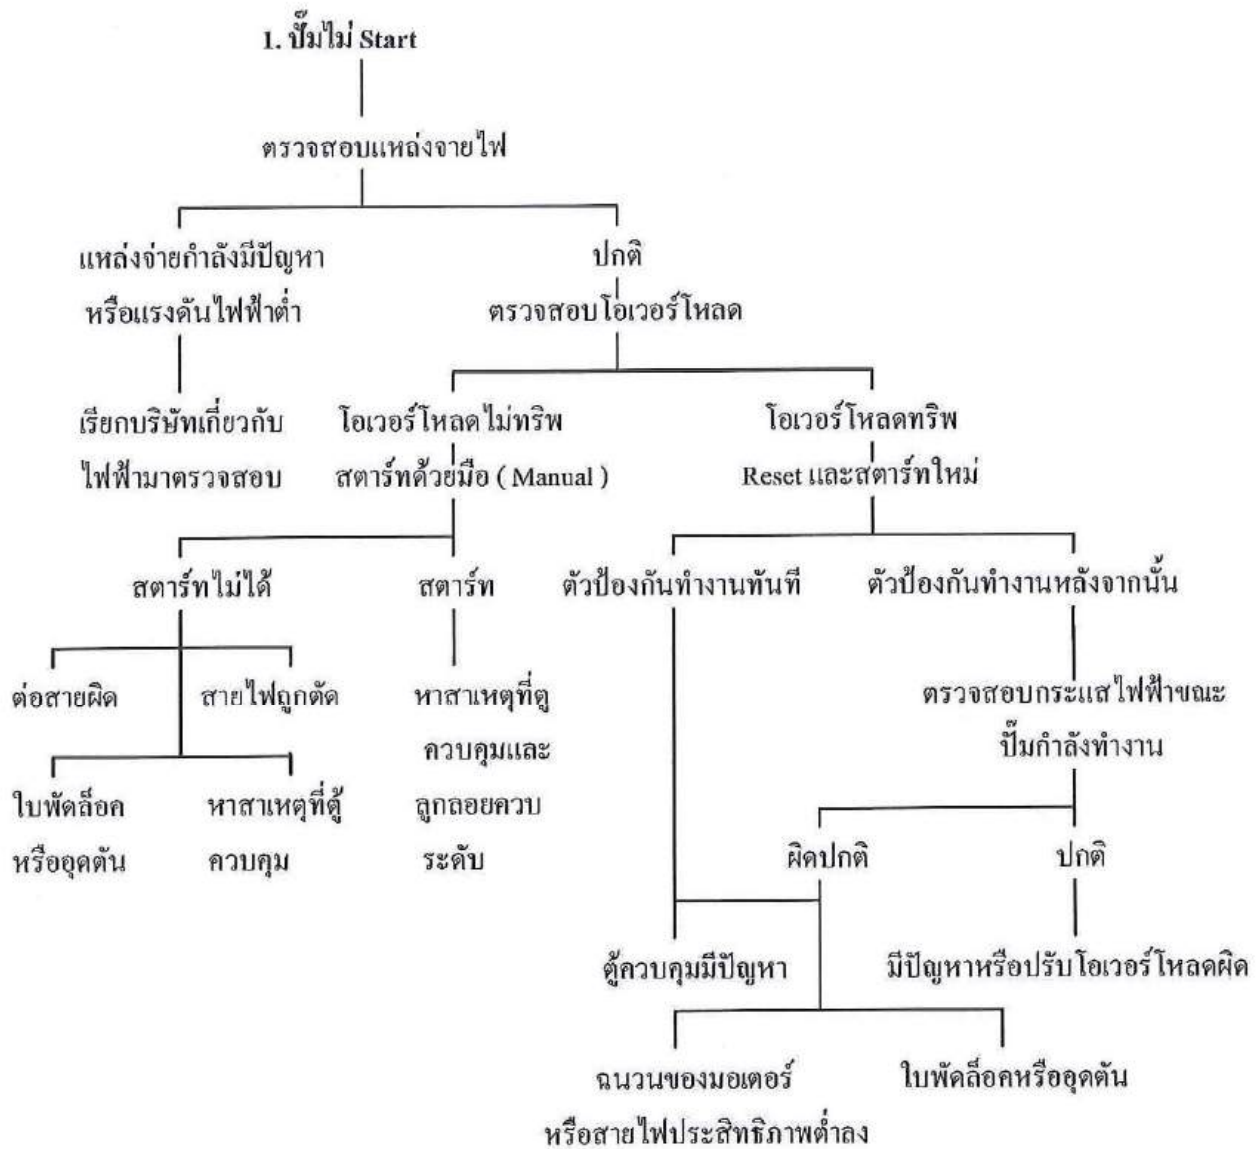 1. ปั๊มไม่ Start
ตรวจสอบแหล่งจายไฟ
แหล่งจ่ายกำลังมีปัญหา
หรือแรงดันไฟฟ้าต่ำ
ปกติ
ตรวจสอบโอเวอร์โหลด
เรียกบริษัทเกี่ยวกับ
ไฟฟ้ามาตรวจสอบ
โอเวอร์โหลดไม่ทริพ
สตาร์ทด้วยมือ ( Manual )
โอเวอร์โหลดทริพ
Reset และสตาร์ทใหม่
สตาร์ทไม่ได้
สตาร์ท
ตัวป้องกันทำงานทันที
ตัวป้องกันทำงานหลังจากนั้น
ต่อสายผิด
สายไฟถูกตัด
หาสาเหตุที่ตู
ควบคุมและ
ลูกลอยควบ
ระดับ
ตรวจสอบกระแสไฟฟ้าขณะ
ปั๊มกำลังทำงาน
ใบพัดล็อค
หรืออุดตัน
หาสาเหตุที่ตู้
ควบคุม
ผิดปกติ
ปกติ
ตู้ควบคุมมีปัญหา
มีปัญหาหรือปรับโอเวอร์โหลดผิด
ฉนวนของมอเตอร์
หรือสายไฟประสิทธิภาพต่ำลง
ใบพัดล็อคหรืออุดตัน